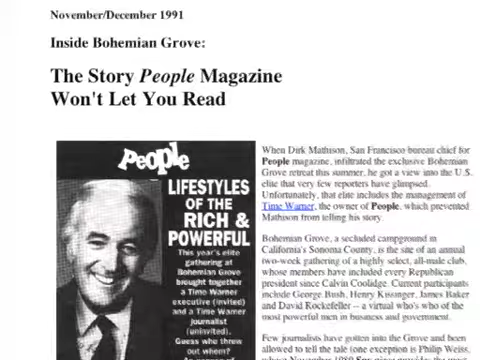 November/December 1991
Inside Bohemian Grove:
The Story People Magazine
Won't Let You Read
People
LIFESTYLES
OF THE
RICH &
POWERFUL
This year's elite
gathering at
Bohemian Grove
brought together
a Time Warner
executive (invited)
and a Time Warner
journalist
(uninvited).
Guess who threw
out whom?
When Dirk Mathison, San Francisco bureau chief for
People magazine, infiltrated the exclusive Bohemian
Grove retreat this summer, he got a view into the U.S.
elite that very few reporters have glimpsed.
Unfortunately, that elite includes the management of
Time Warner, the owner of People, which prevented
Mathison from telling his story.
Bohemian Grove, a secluded campground in
California's Sonoma County, is the site of an annual
two-week gathering of a highly select, all-male club,
whose members have included every Republican
president since Calvin Coolidge. Current participants
include George Bush, Henry Kissinger, James Baker
and David Rockefeller -- a virtual who's who of the
most powerful men in business and government.
Few journalists have gotten into the Grove and been
allowed to tell the tale (one exception is Philip Weiss,